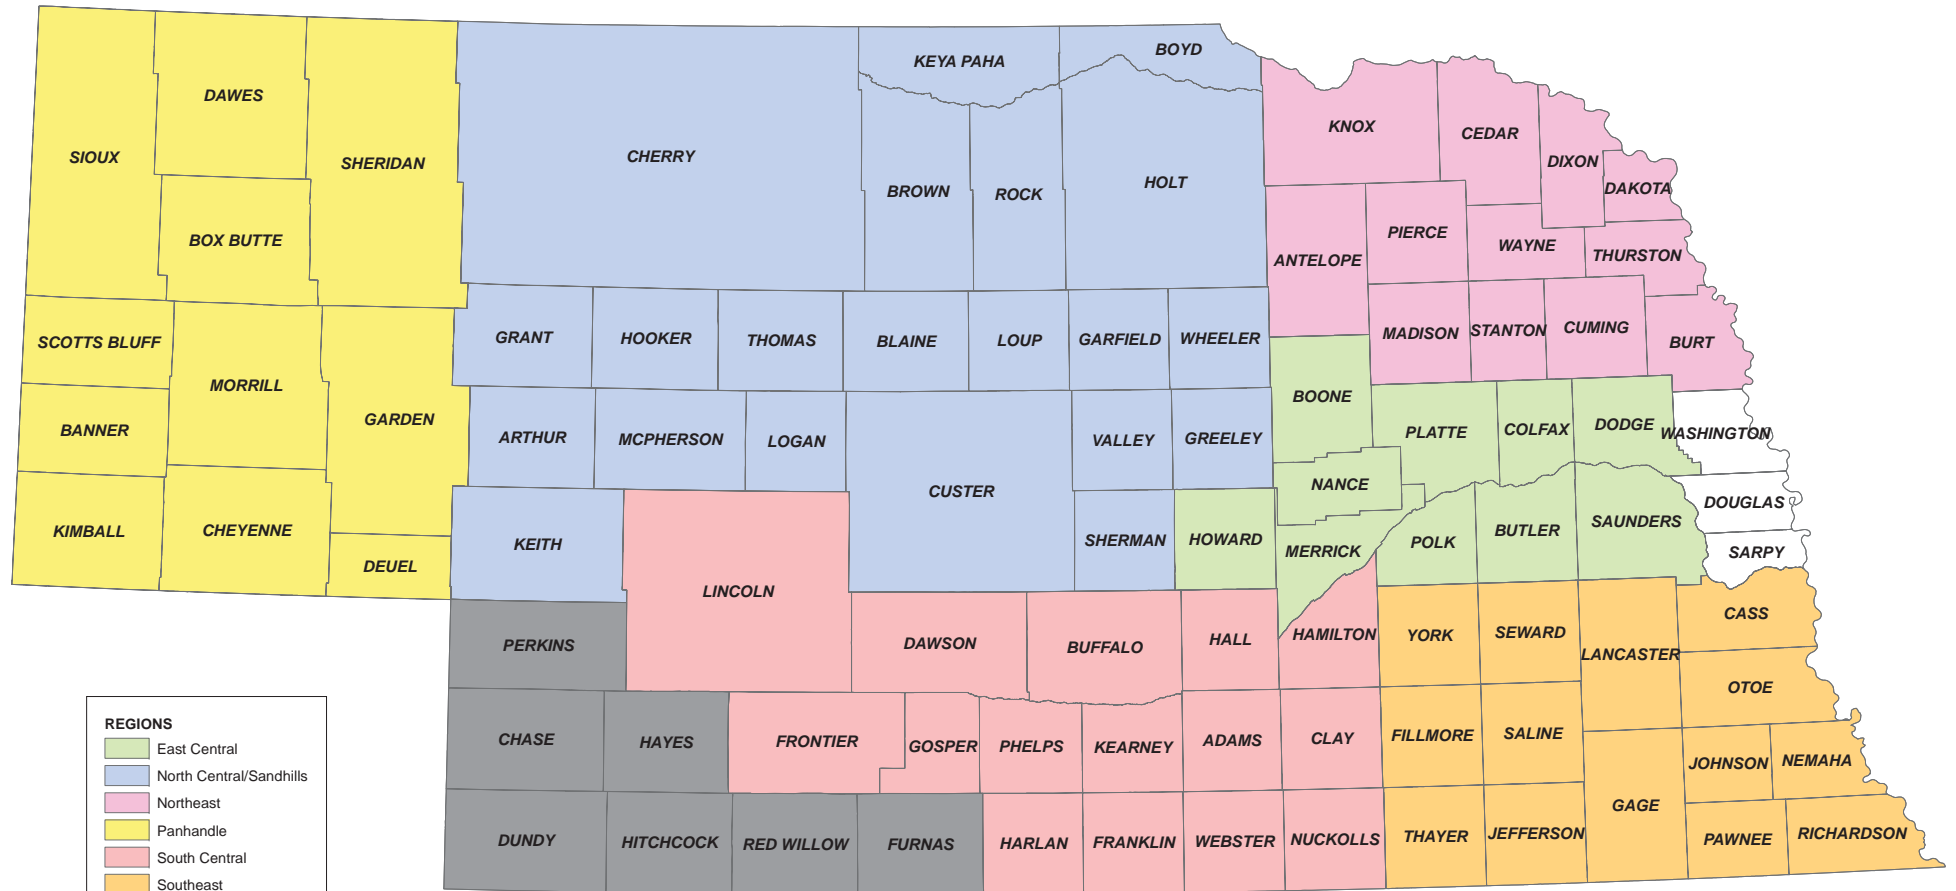 BOYD
KEYA PAHA
DAWES
KNOX
CEDAR
SIOUX
SHERIDAN
CHERRY
DIXON
HOLT
DAKOTA
BROWN
ROCK
BOX BUTTE
PIERCE
WAYNE
ANTELOPE
THURSTON
SCOTTS BLUFF
GRANT
HOOKER
THOMAS
BLAINE
LOUP
GARFIELD
WHEELER
MADISON
STANTON
CUMING
BURT
MORRILL
BOONE
BANNER
GARDEN
ARTHUR
MCPHERSON
LOGAN
VALLEY
GREELEY
PLATTE
COLFAX
DODGE
WASHINGTON
CUSTER
NANCE
DOUGLAS
KIMBALL
CHEYENNE
KEITH
SHERMAN
HOWARD
MERRICK
POLK
BUTLER
SAUNDERS
SARPY
DEUEL
LINCOLN
CASS
PERKINS
DAWSON
BUFFALO
HALL
HAMILTON
YORK
SEWARD
LANCASTER
OTOE
CHASE
HAYES
FRONTIER
GOSPER
PHELPS
KEARNEY
ADAMS
CLAY
FILLMORE
SALINE
JOHNSON
NEMAHA
GAGE
DUNDY
HITCHCOCK
RED WILLOW
FURNAS
HARLAN
FRANKLIN
WEBSTER
NUCKOLLS
THAYER
JEFFERSON
PAWNEE
RICHARDSON
REGIONS
East Central
North Central/Sandhills
Northeast
Panhandle
South Central
Southeast